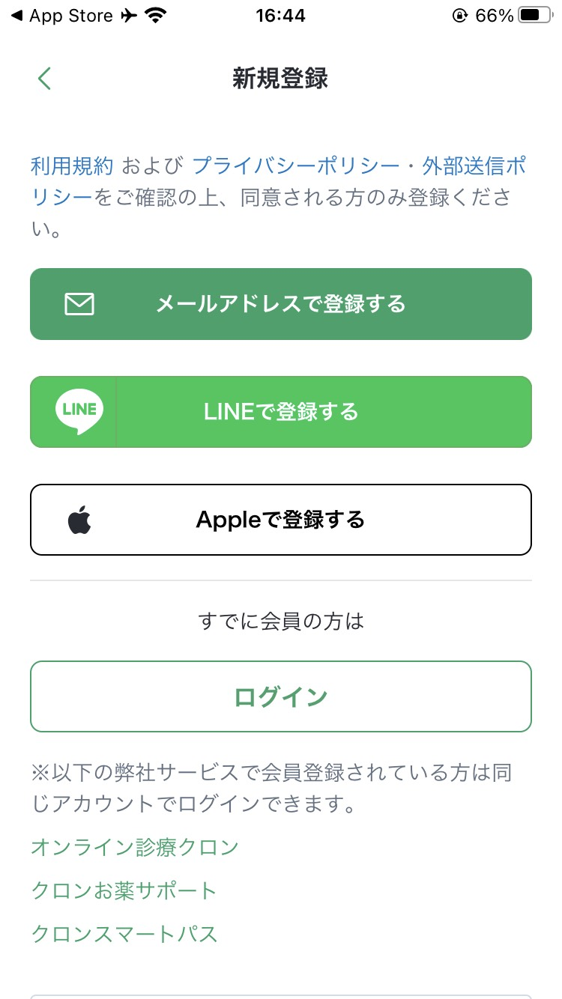 ◀ App Store 16:44 66%
新規登録
利用規約 および プライバシーポリシー・外部送信ポ
リシーをご確認の上、同意される方のみ登録くださ
い。
メールアドレスで登録する
LINE LINEで登録する
Appleで登録する
すでに会員の方は
ログイン
※以下の弊社サービスで会員登録されている方は同
じアカウントでログインできます。
オンライン診療クロン
クロンお薬サポート
クロンスマートパス